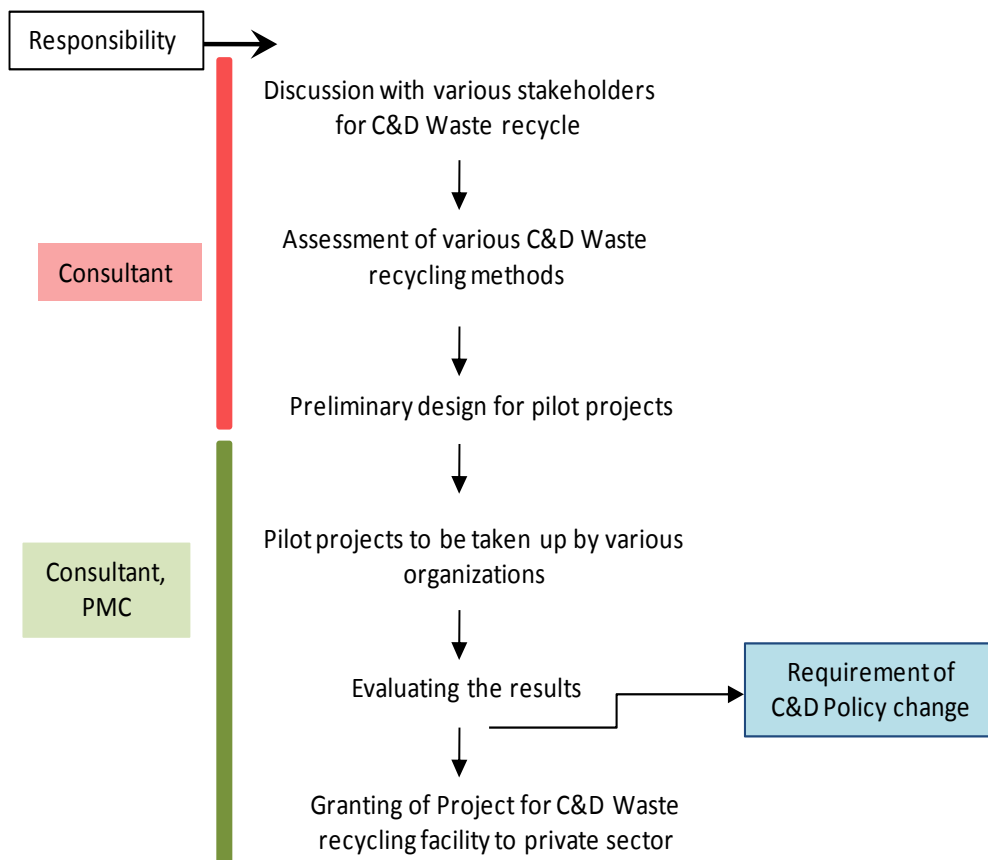 Responsibility
Discussion with various stakeholders
for C&D Waste recycle
Assessment of various C&D Waste
recycling methods
Consultant
Preliminary design for pilot projects
Pilot projects to be taken up by various
organizations
Consultant,
PMC
Evaluating the results
Requirement of
C&D Policy change
Granting of Project for C&D Waste
recycling facility to private sector